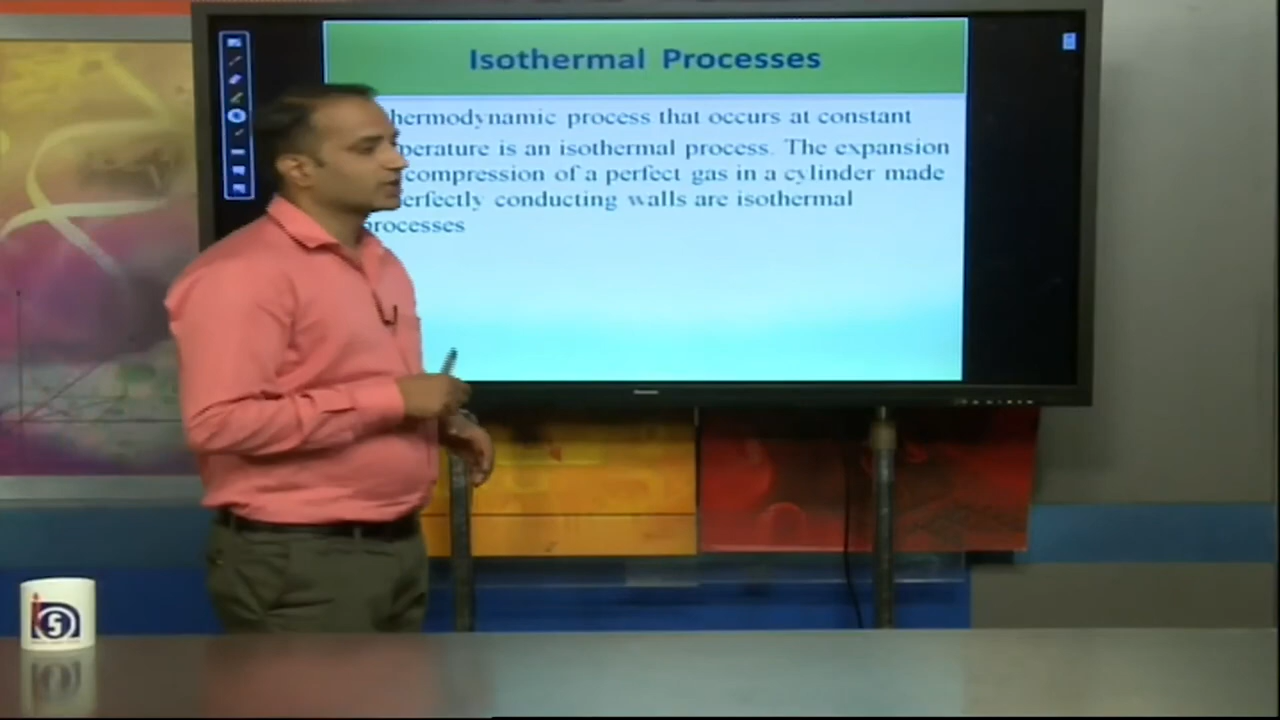 Isothermal Processes
hermodynamic process that occurs at constant
perature is an isothermal process. The expansion
compression of a perfect gas in a cylinder made
erfectly conducting walls are isothermal
processes